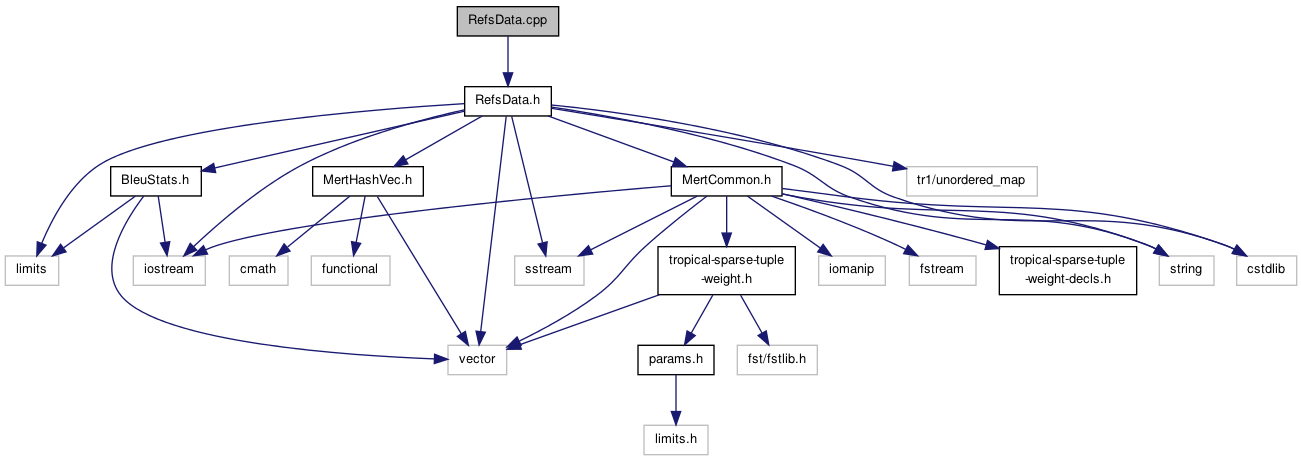 RefsData.cpp
RefsData.h
BleuStats.h
MertHashVec.h
MertCommon.h
tr1/unordered_map
limits
iostream
cmath
functional
sstream
tropical-sparse-tuple
-weight.h
iomanip
fstream
tropical-sparse-tuple
-weight-decls.h
string
cstdlib
vector
params.h
fst/fstlib.h
limits.h